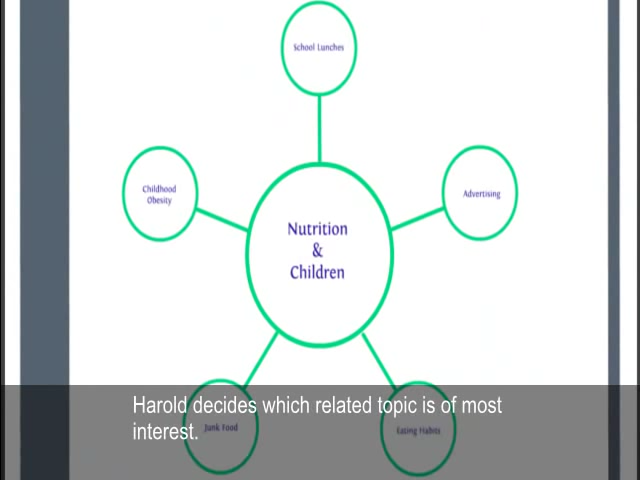 School Lunches
Childhood
Obesity
Advertising
Nutrition
&
Children
Junk Food
Eating Habits
Harold decides which related topic is of most
interest.